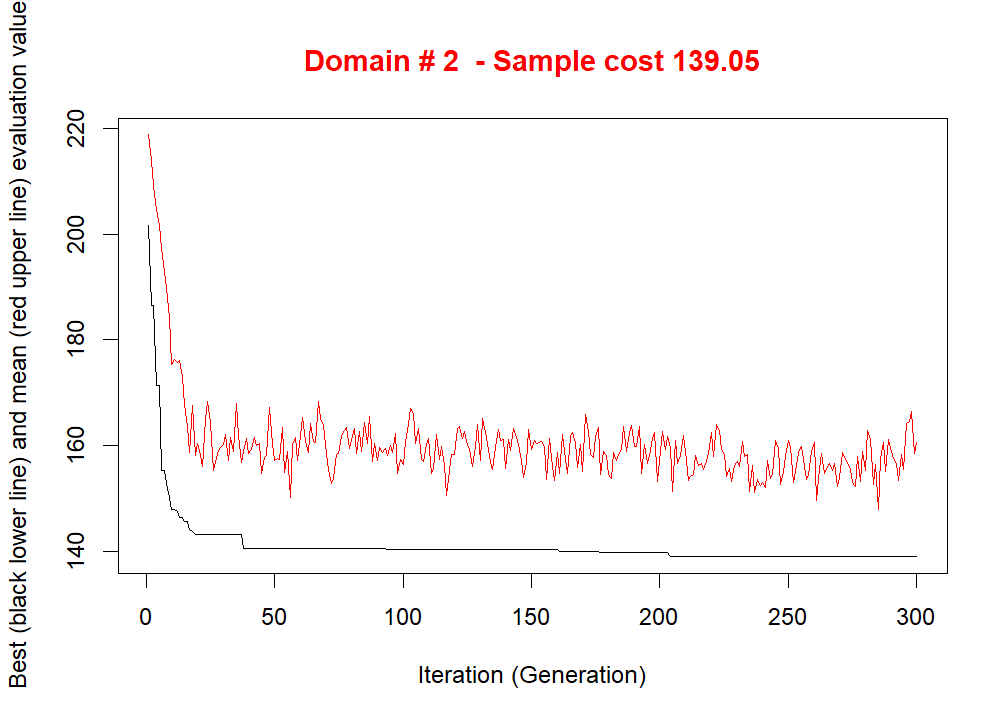 Domain # 2  - Sample cost 139.05
Best (black lower line) and mean (red upper line) evaluation value
220
200
180
160
140
0 50 100 150 200 250 300
Iteration (Generation)